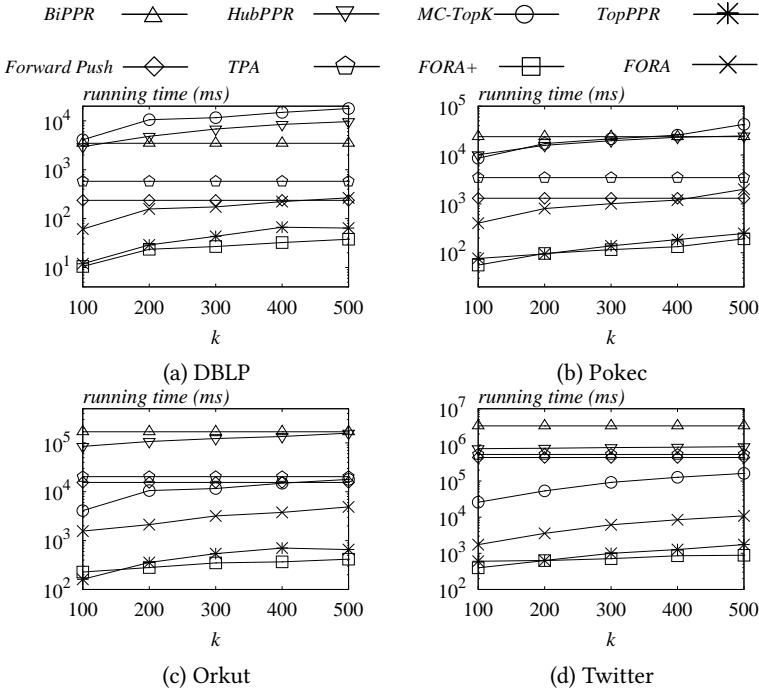 BiPPR HubPPR MC-TopK TopPPR
Forward Push TPA FORA+ FORA
running time (ms)
10^4
10^3
10^2
10^1
100 200 300 400 500
k
(a) DBLP
running time (ms)
10^5
10^4
10^3
10^2
100 200 300 400 500
k
(b) Pokec
running time (ms)
10^5
10^4
10^3
10^2
100 200 300 400 500
k
(c) Orkut
running time (ms)
10^7
10^6
10^5
10^4
10^3
10^2
100 200 300 400 500
k
(d) Twitter